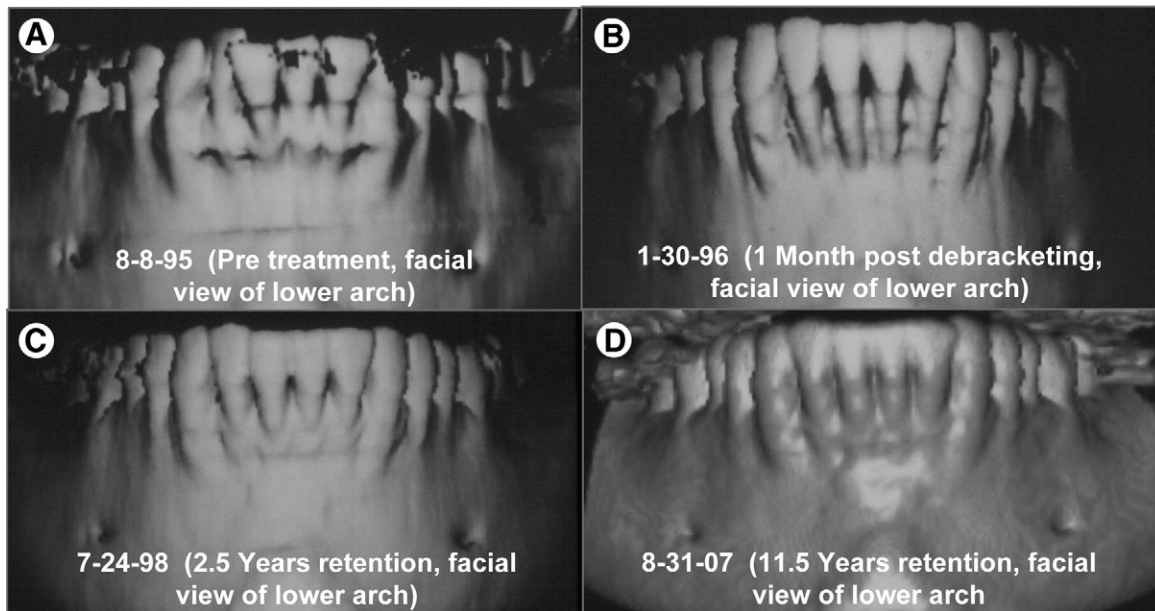 A
8-8-95 (Pre treatment, facial
view of lower arch)
B
1-30-96 (1 Month post debracketing,
facial view of lower arch)
C
7-24-98 (2.5 Years retention, facial
view of lower arch)
D
8-31-07 (11.5 Years retention, facial
view of lower arch